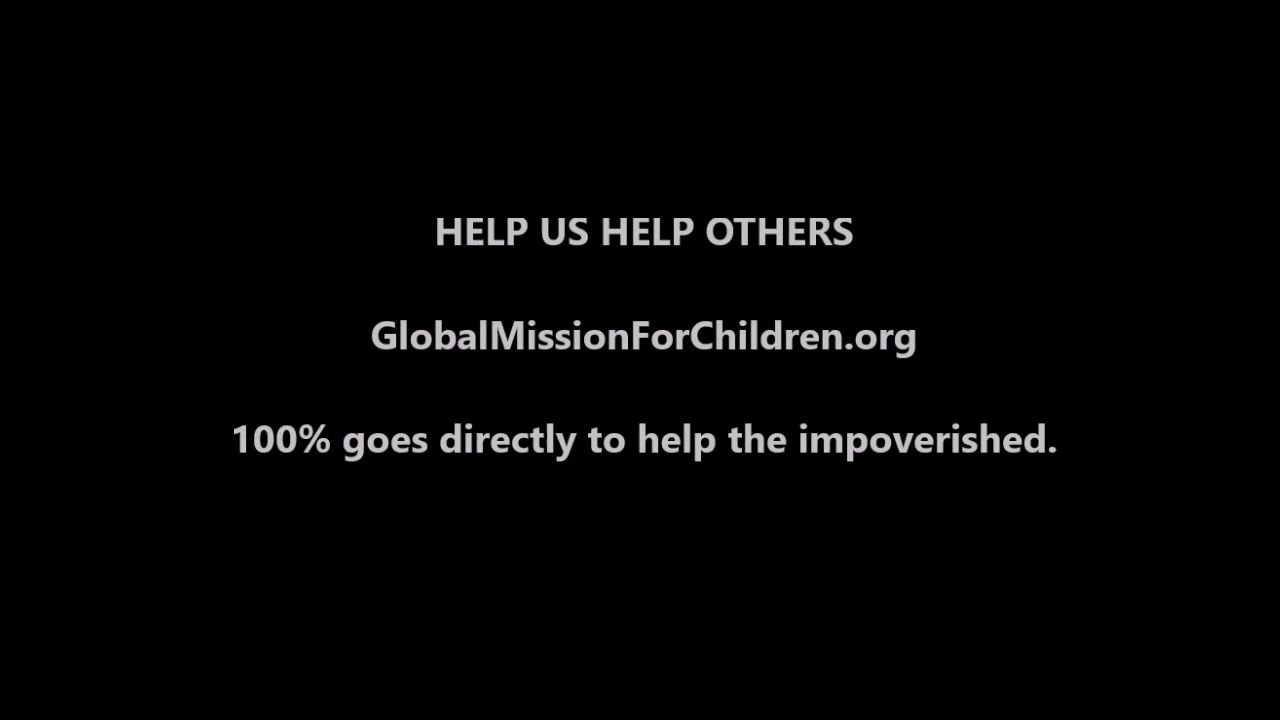 HELP US HELP OTHERS
GlobalMissionForChildren.org
100% goes directly to help the impoverished.